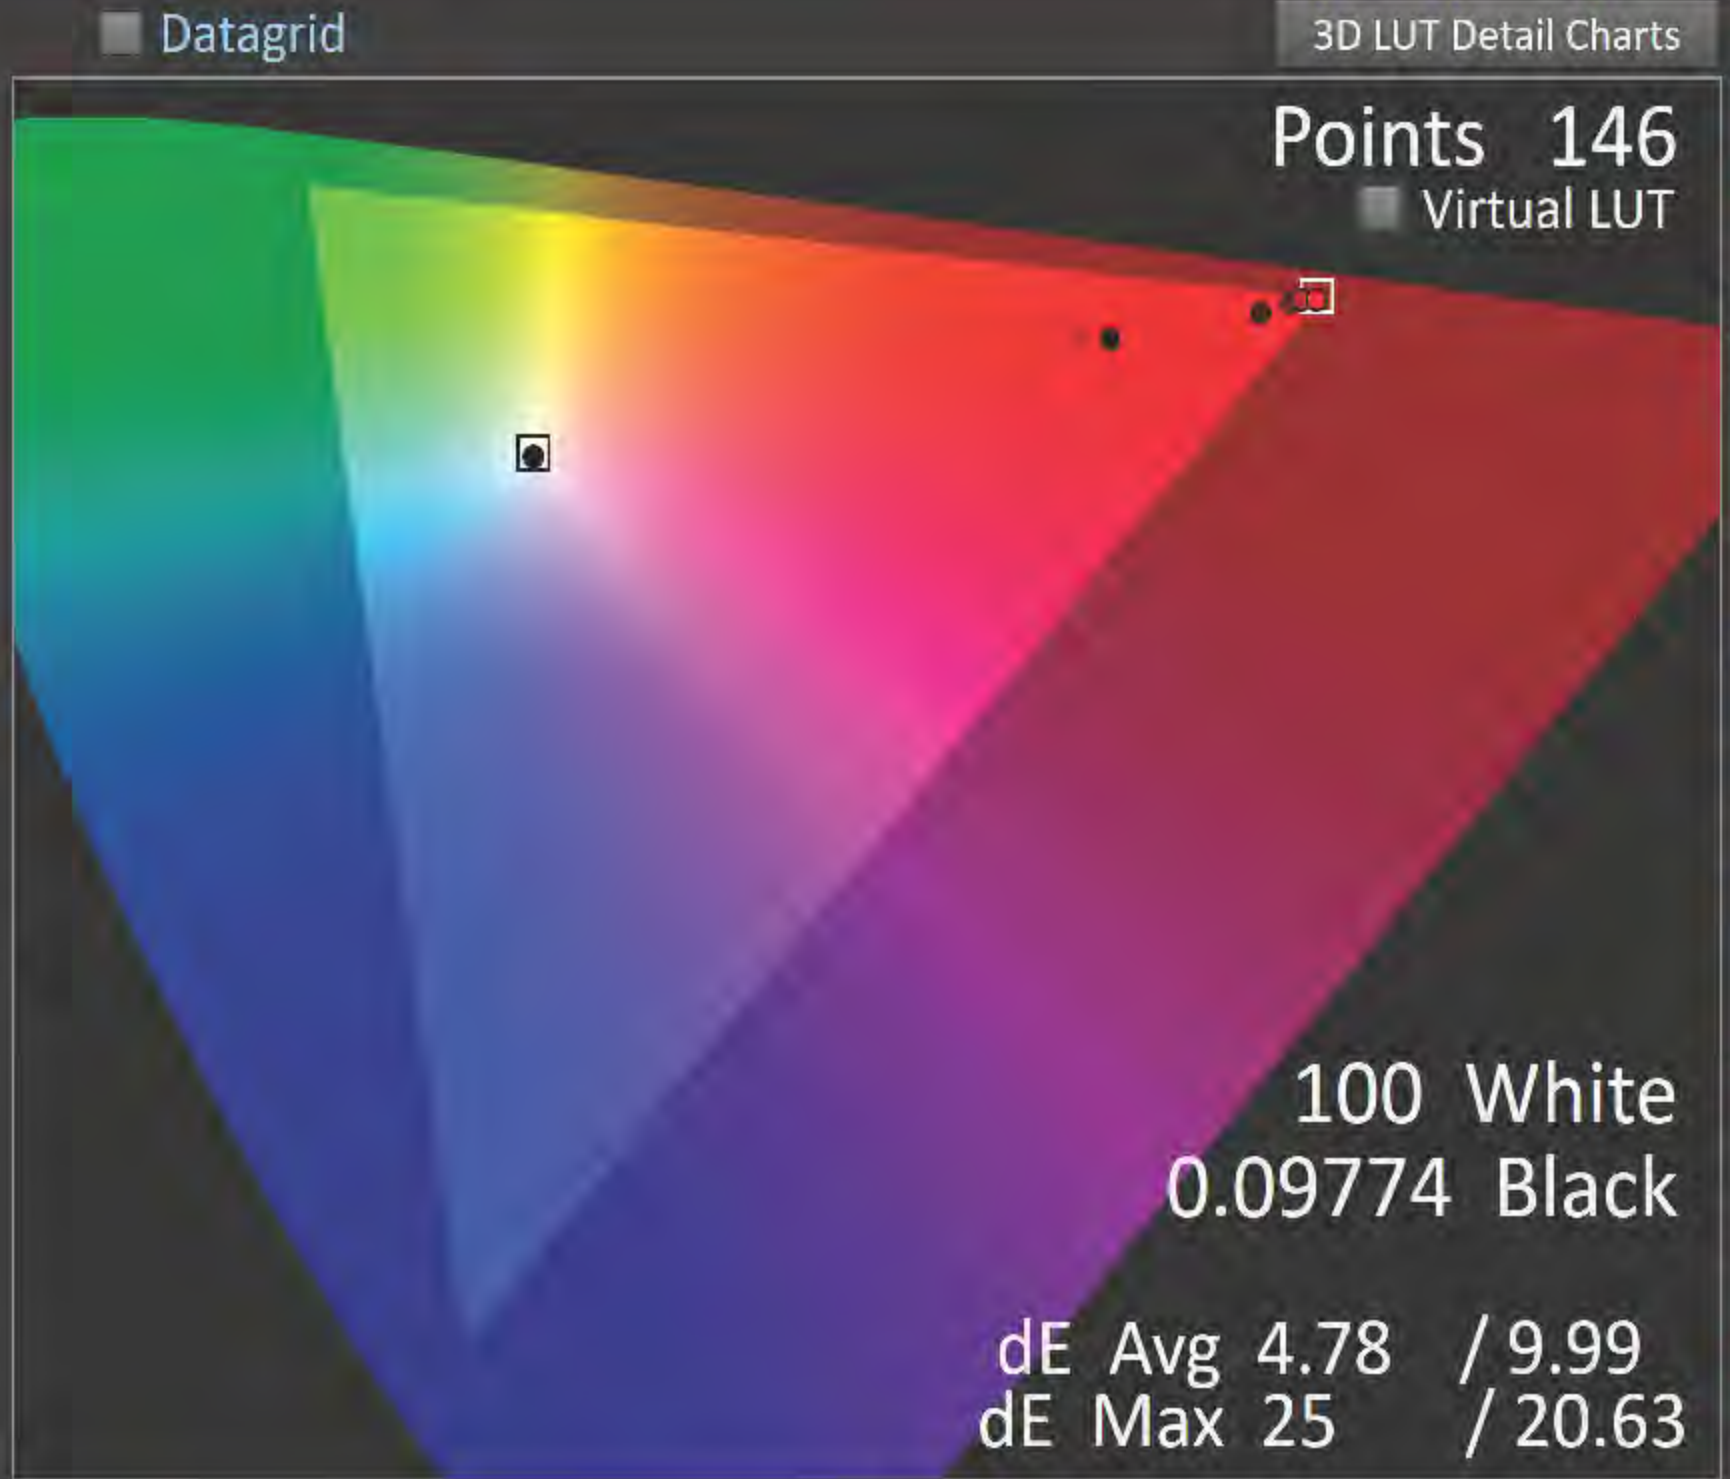 Datagrid
3D LUT Detail Charts
Points 146
Virtual LUT
100 White
0.09774 Black
dE Avg 4.78 / 9.99
dE Max 25 / 20.63